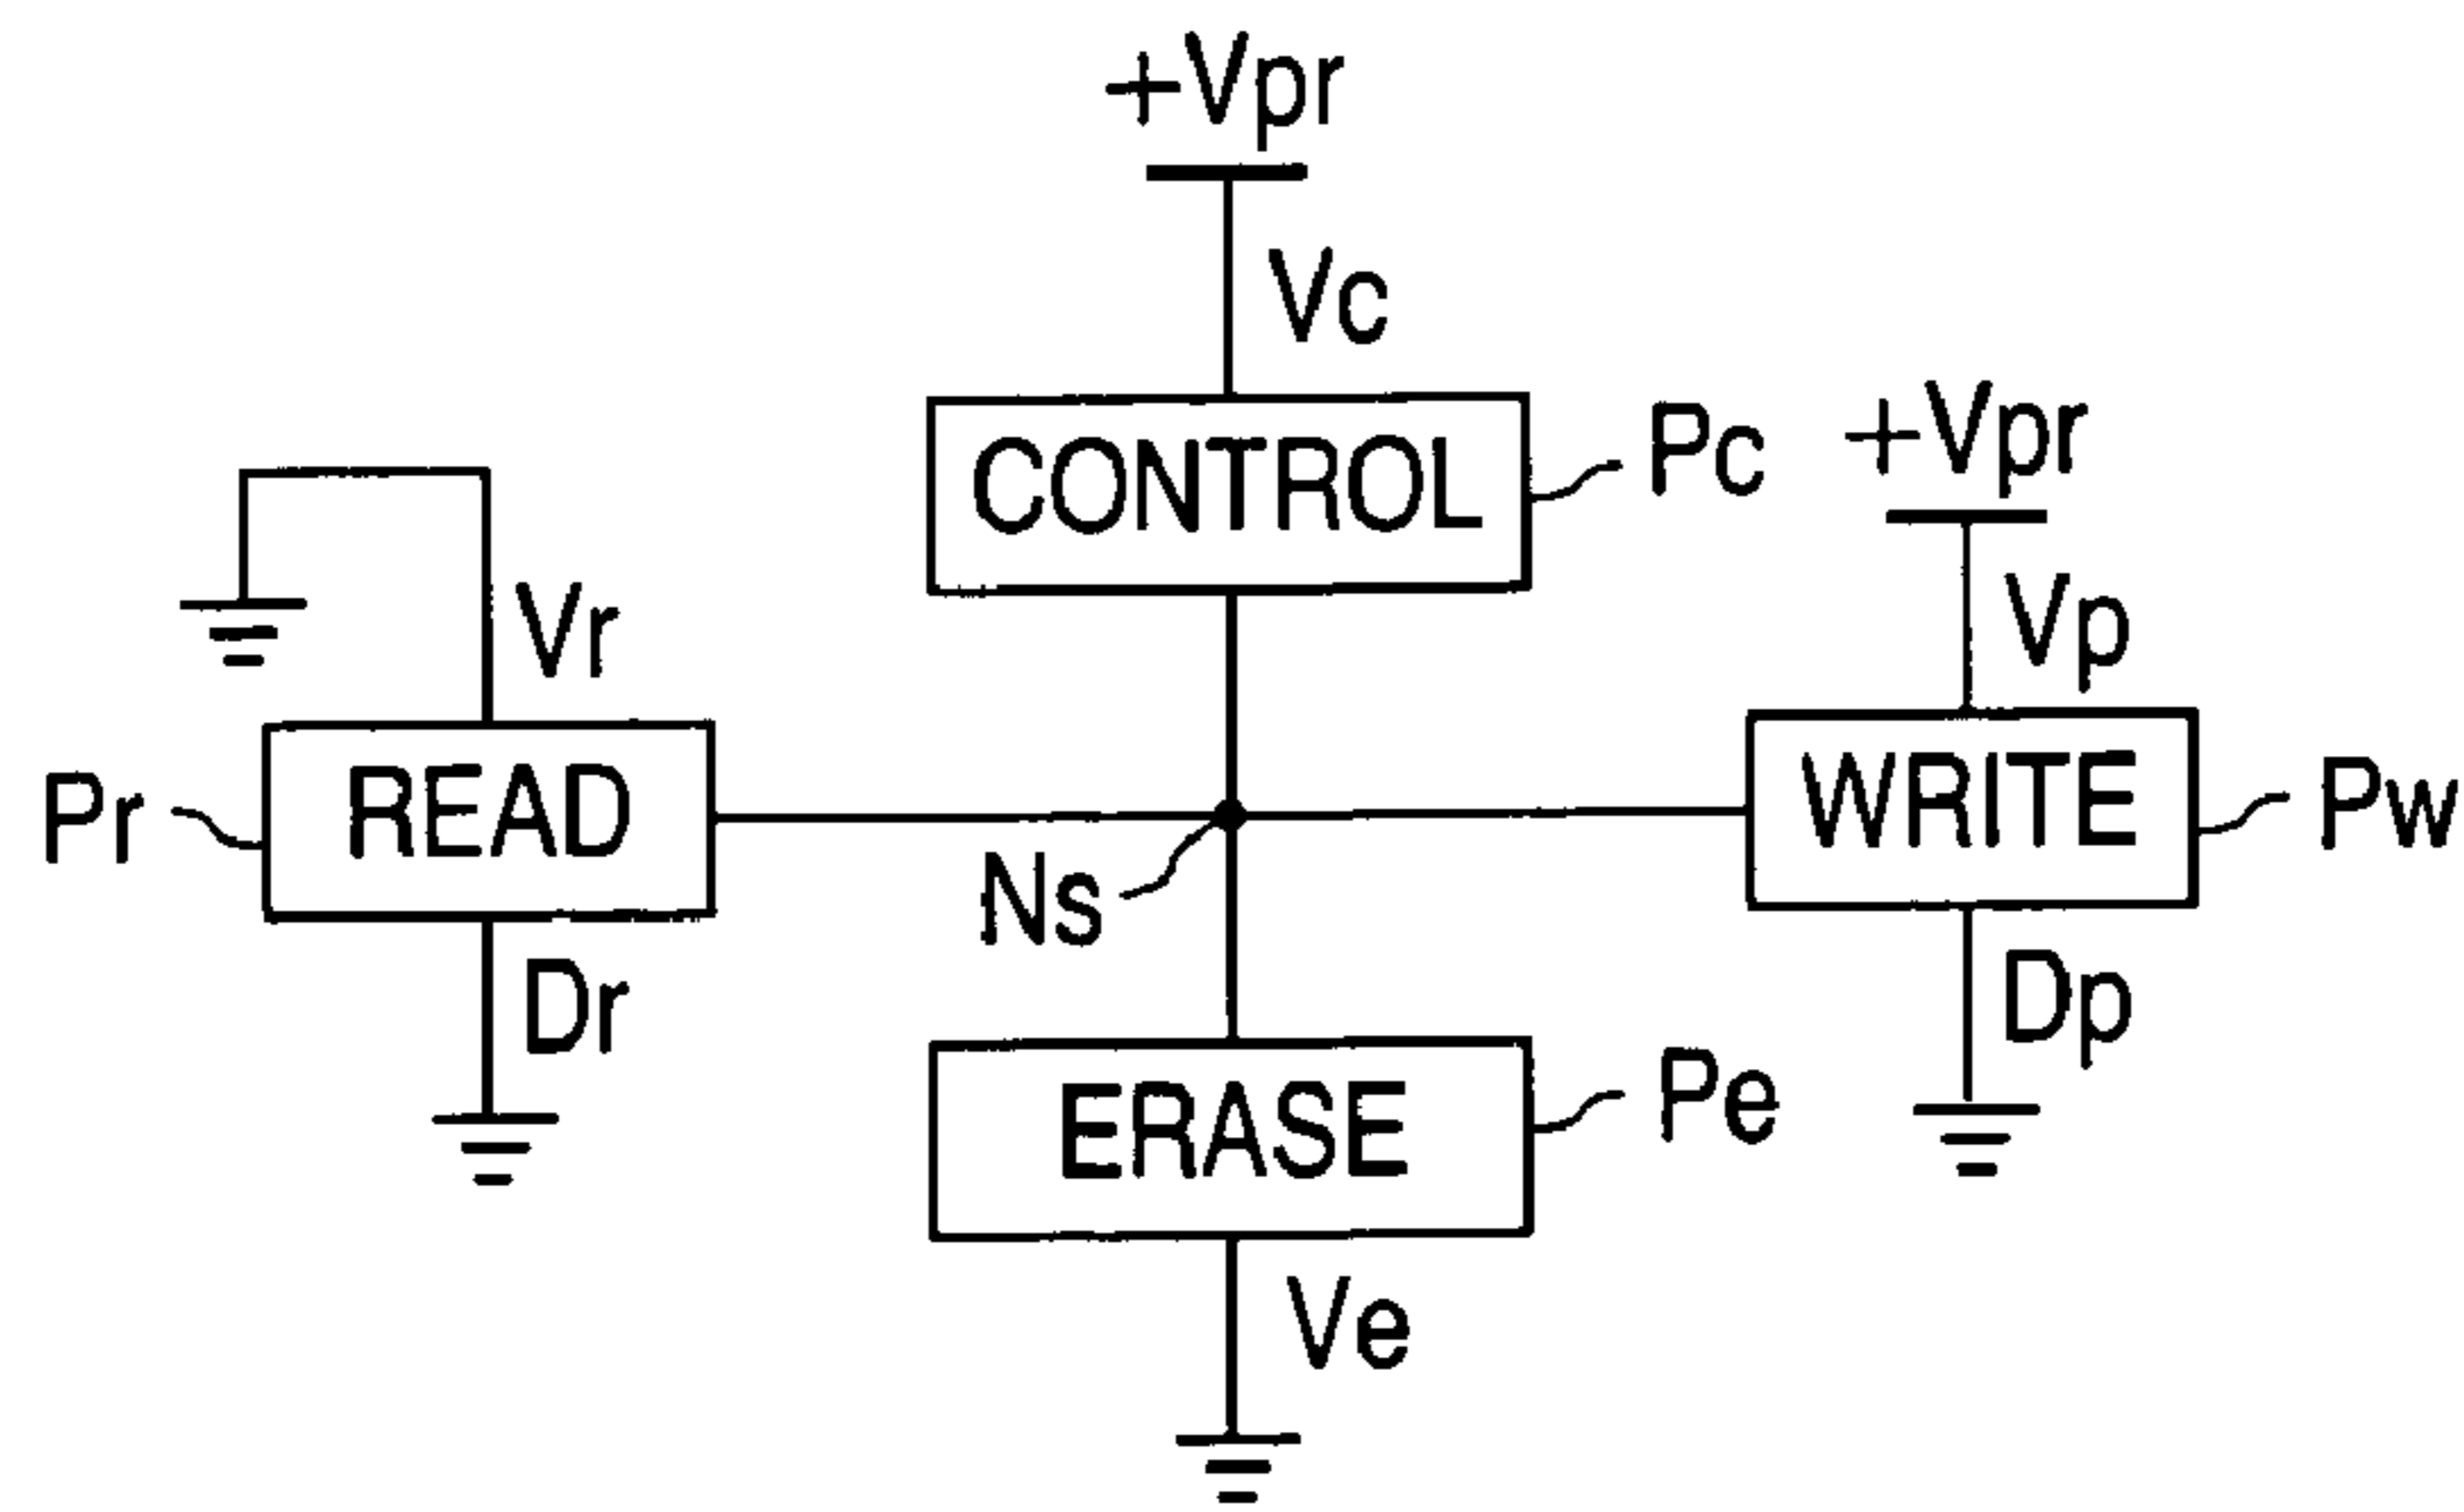 +Vpr
Vc
CONTROL
Pc
+Vpr
Vr
Vp
Pr
READ
WRITE
Pw
Ns
Dr
Dp
ERASE
Pe
Ve